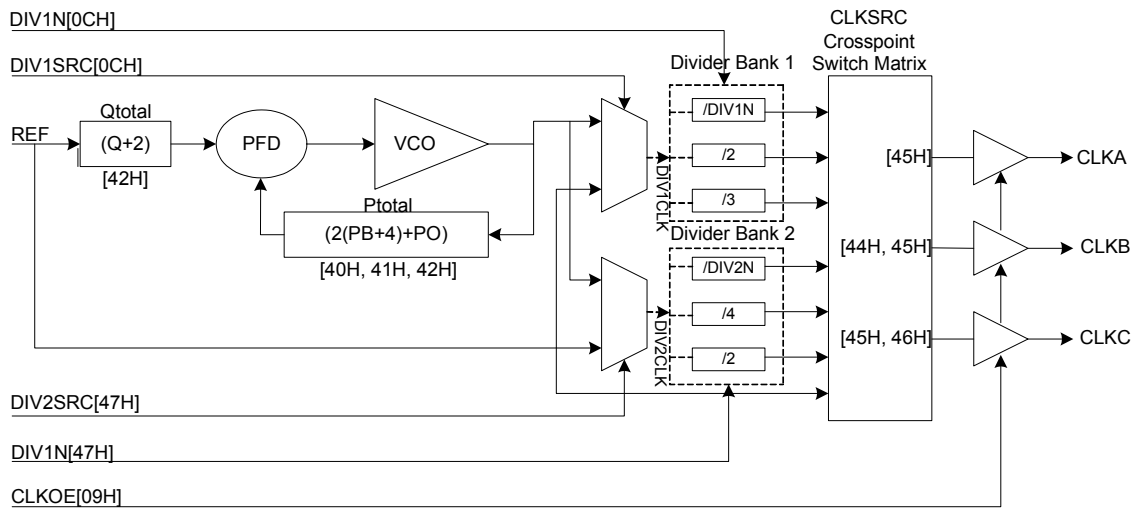 DIV1N[0CH]
CLKSRC
Crosspoint
Switch Matrix
DIV1SRC[0CH]
Divider Bank 1
Qtotal
/DIV1N
REF
(Q+2)
PFD
VCO
[42H]
/2
[45H]
CLKA
DIV1CLK
/3
Ptotal
(2(PB+4)+PO)
[40H, 41H, 42H]
Divider Bank 2
/DIV2N
[44H, 45H]
CLKB
/4
DIV2CLK
/2
[45H, 46H]
CLKC
DIV2SRC[47H]
DIV1N[47H]
CLKOE[09H]